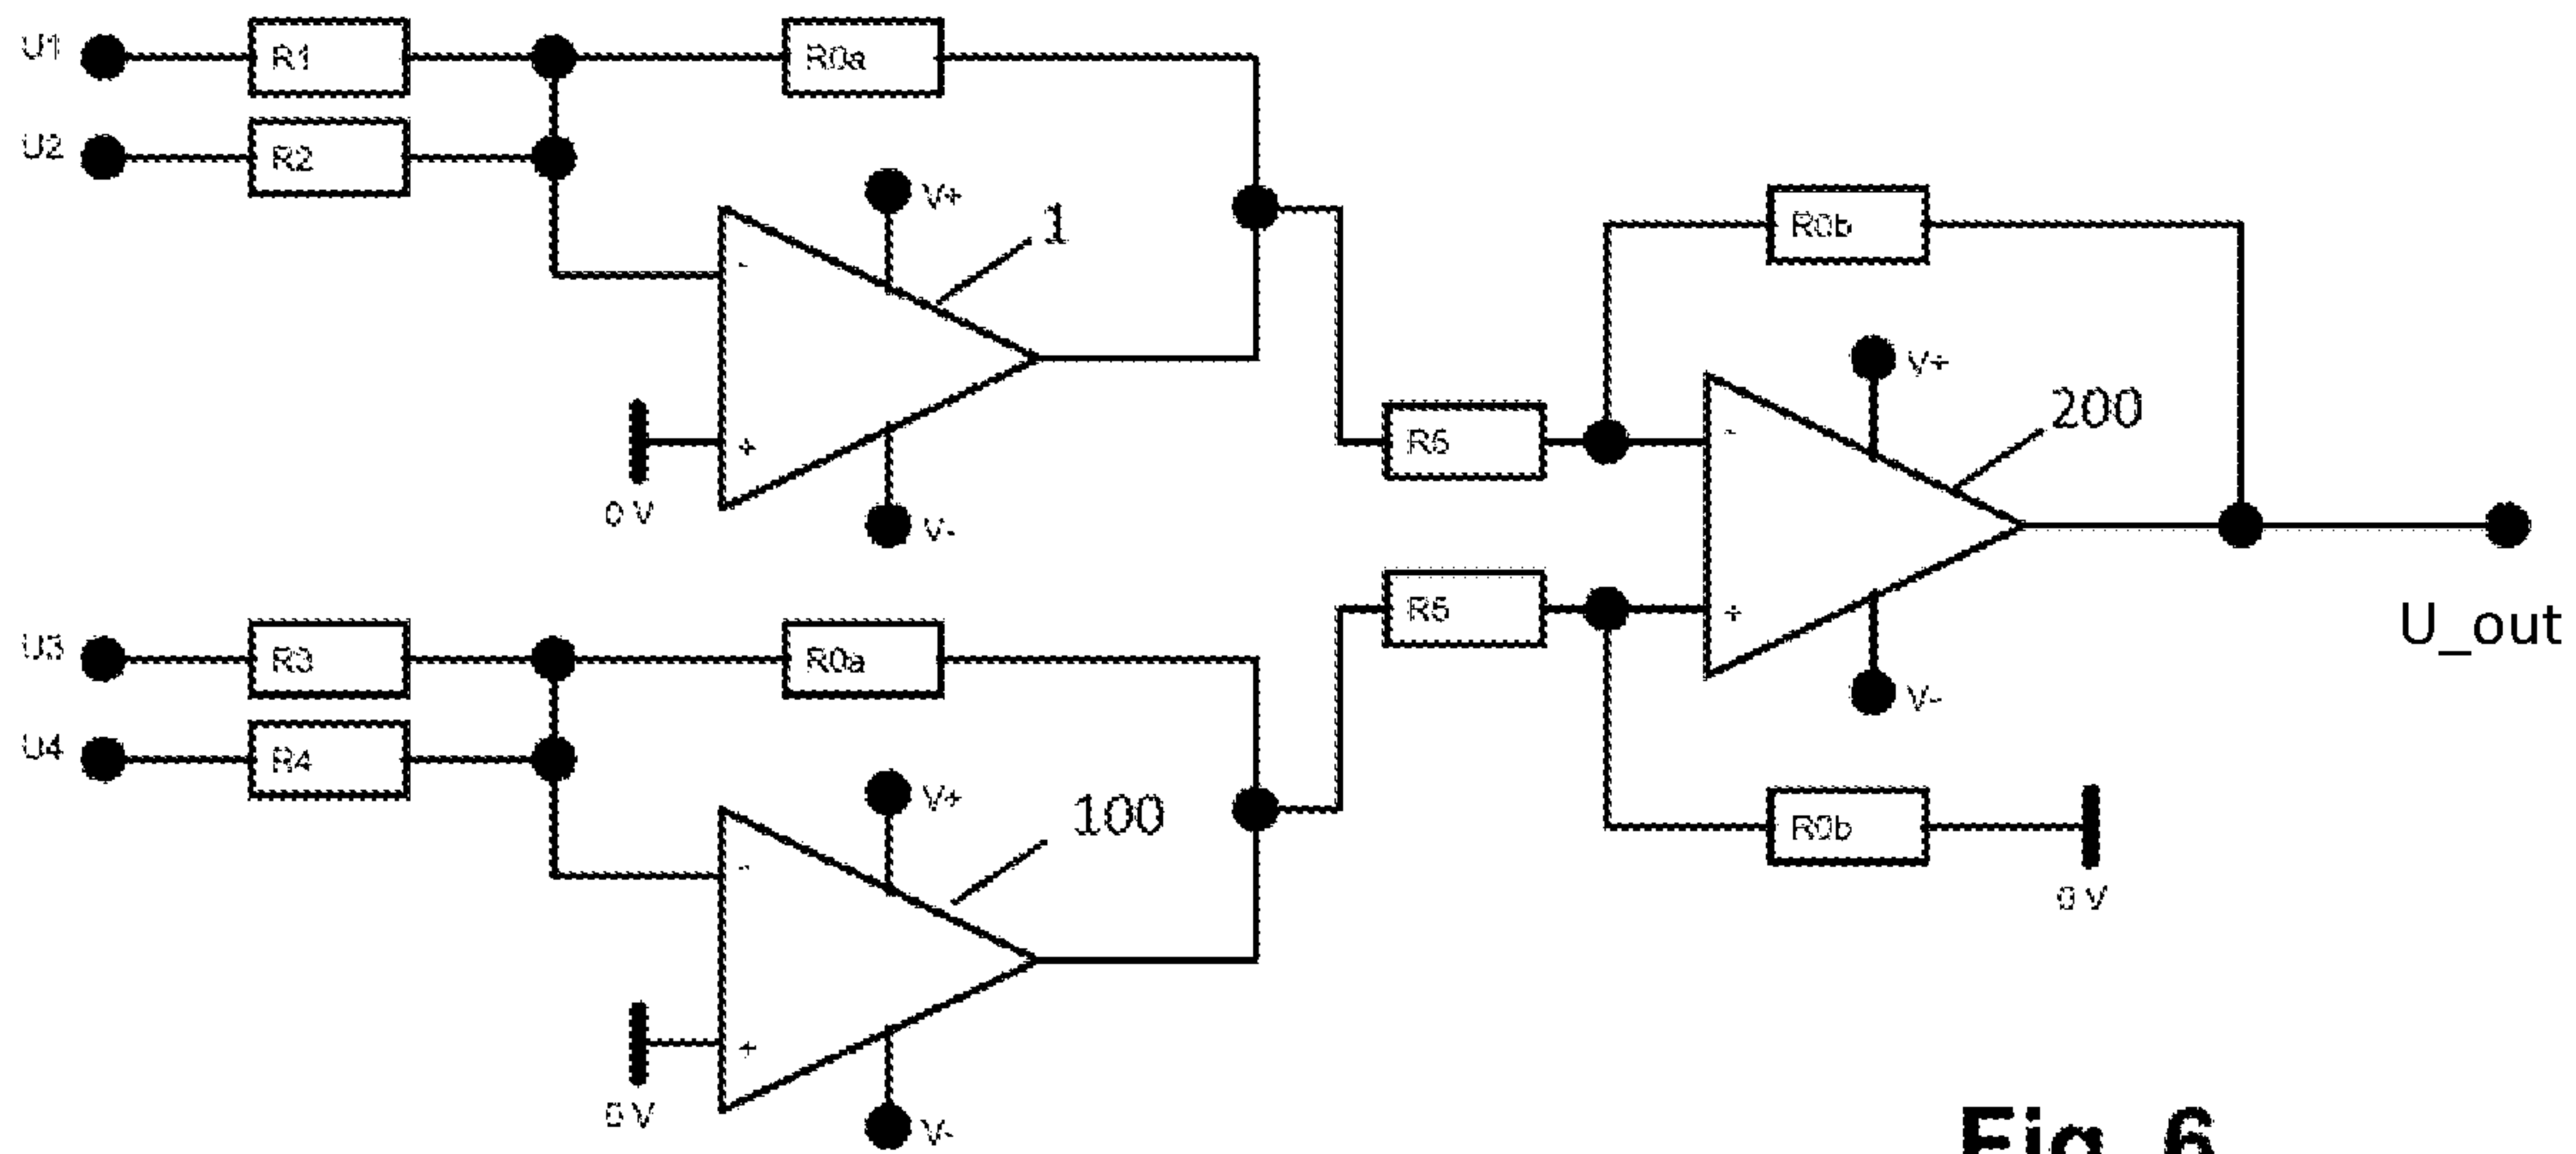 U1
R1
R0a
U2
R2
V+
1
-
+
0 V
V-
R0b
V+
200
R5
-
R5
+
V-
U_out
U3
R3
R0a
U4
R4
V+
100
-
+
0 V
V-
R0b
0 V
Fig. 6